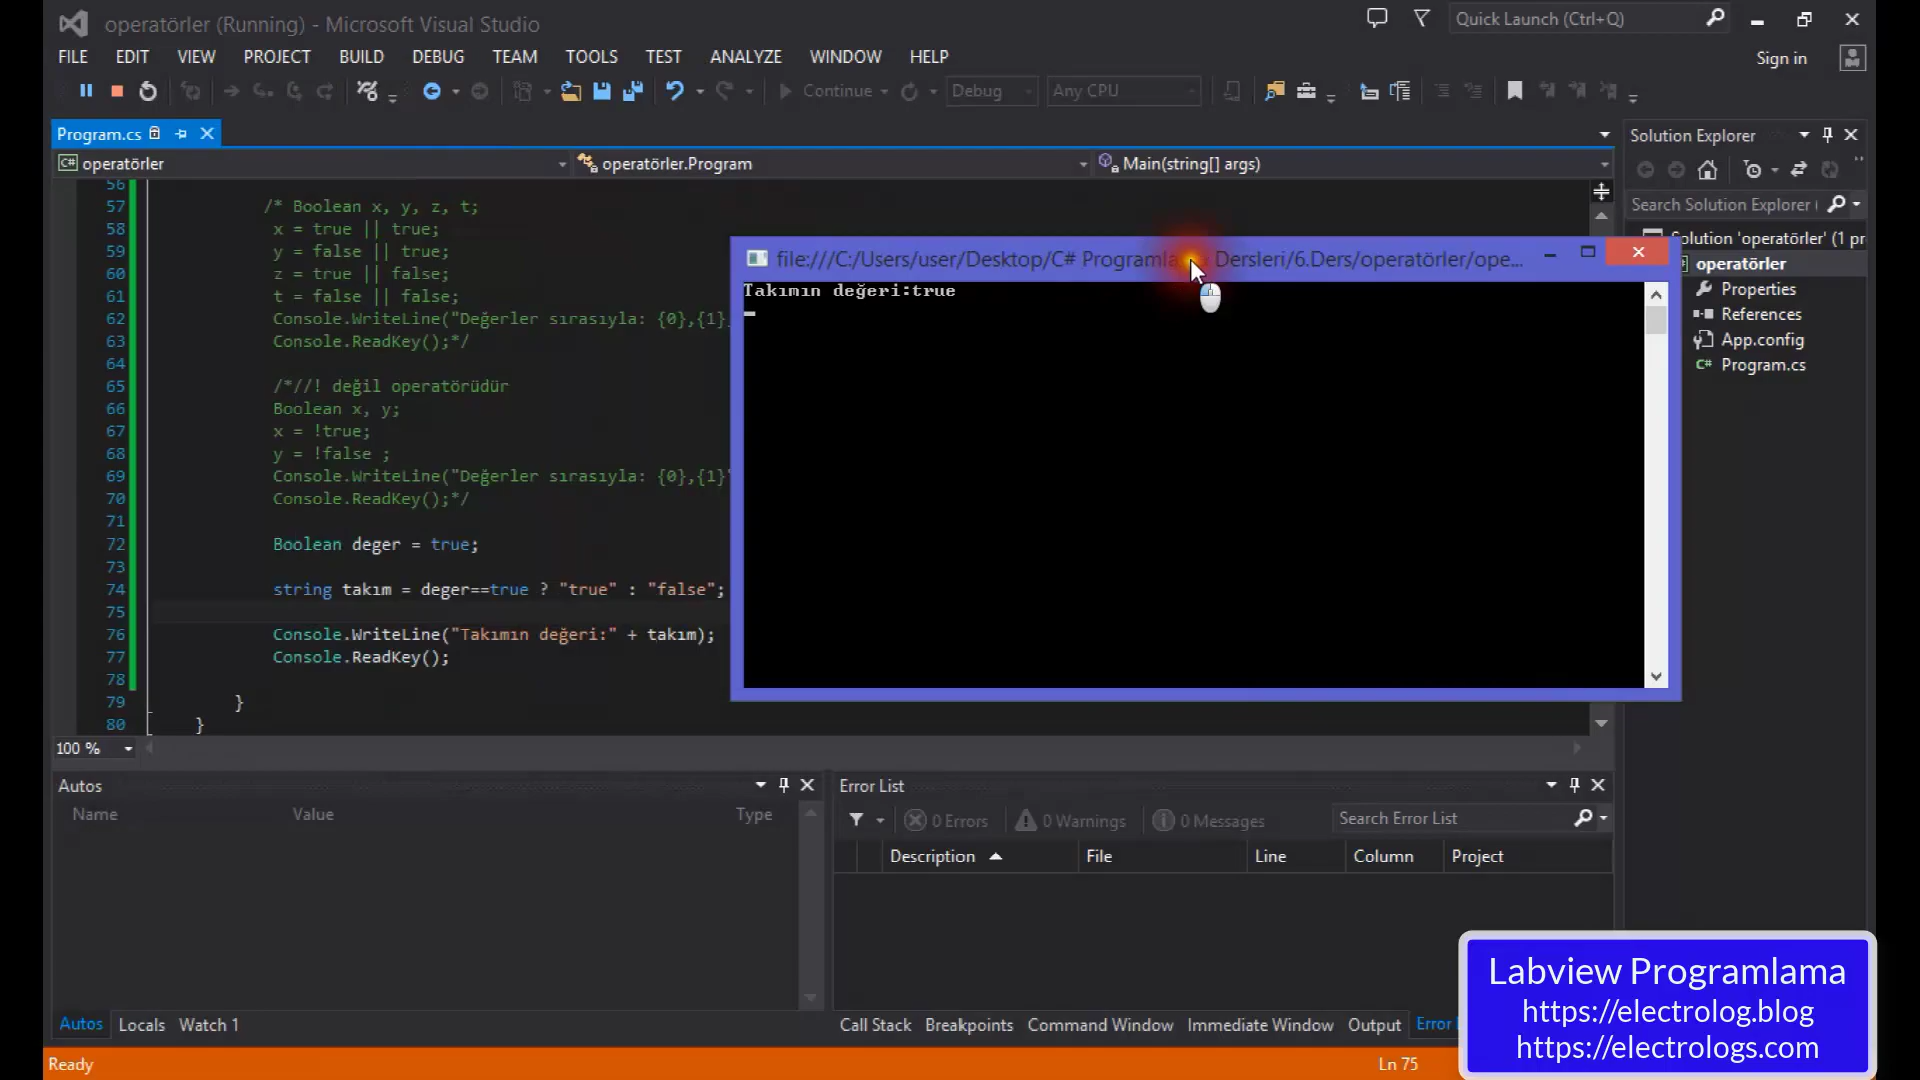 operatörler (Running) - Microsoft Visual Studio
Quick Launch (Ctrl+Q)
FILE EDIT VIEW PROJECT BUILD DEBUG TEAM TOOLS TEST ANALYZE WINDOW HELP
Sign in
Continue Debug Any CPU
Program.cs
Solution Explorer
operatörler operatörler.Program Main(string[] args)
Search Solution Explorer (
Solution 'operatörler' (1 pr
operatörler
Properties
References
App.config
Program.cs
56
57 /* Boolean x, y, z, t;
58 x = true || true;
59 y = false || true;
60 z = true || false;
61 t = false || false;
62 Console.WriteLine("Değerler sırasıyla: {0},{1}
63 Console.ReadKey();*/
64
65 /*//! değil operatörüdür
66 Boolean x, y;
67 x = !true;
68 y = !false ;
69 Console.WriteLine("Değerler sırasıyla: {0},{1}"
70 Console.ReadKey();*/
71
72 Boolean deger = true;
73
74 string takım = deger==true ? "true" : "false";
75
76 Console.WriteLine("Takımın değeri:" + takım);
77 Console.ReadKey();
78
79 }
80 }
file:///C:/Users/user/Desktop/C# Programla Dersleri/6.Ders/operatörler/ope...
Takımın değeri:true
100 %
Autos
Name Value Type
Error List
0 Errors 0 Warnings 0 Messages Search Error List
Description File Line Column Project
Autos Locals Watch 1
Call Stack Breakpoints Command Window Immediate Window Output Error
Ready Ln 75
Labview Programlama
https://electrolog.blog
https://electrologs.com